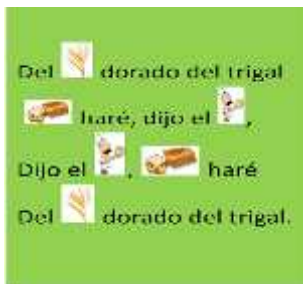 Del dorado del trigal
haré, dijo el ,
Dijo el , haré
Del dorado del trigal.